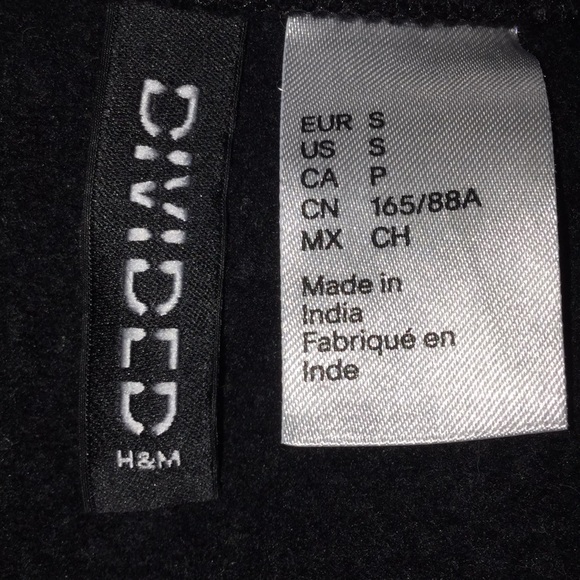 DIVIDED
H&M
EUR S
US S
CA P
CN 165/88A
MX CH
Made in
India
Fabriqué en
Inde